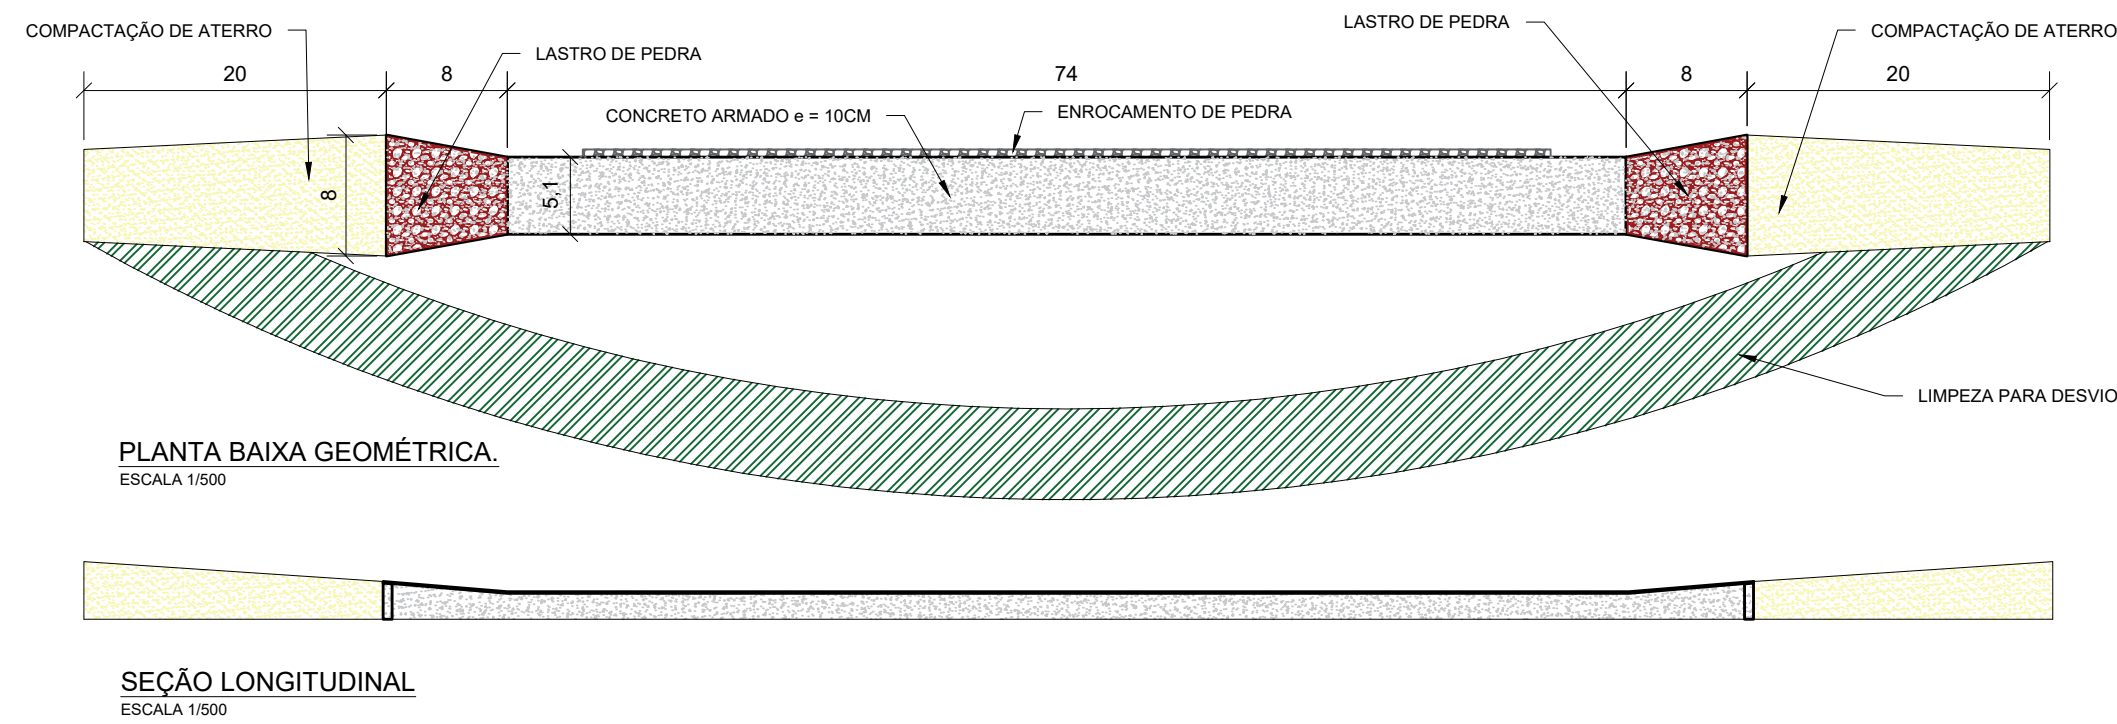 COMPACTAÇÃO DE ATERRO
LASTRO DE PEDRA
LASTRO DE PEDRA
COMPACTAÇÃO DE ATERRO
20
8
74
8
20
CONCRETO ARMADO e = 10CM
ENROCAMENTO DE PEDRA
8
5,1
LIMPEZA PARA DESVIO
PLANTA BAIXA GEOMÉTRICA.
ESCALA 1/500
SEÇÃO LONGITUDINAL
ESCALA 1/500